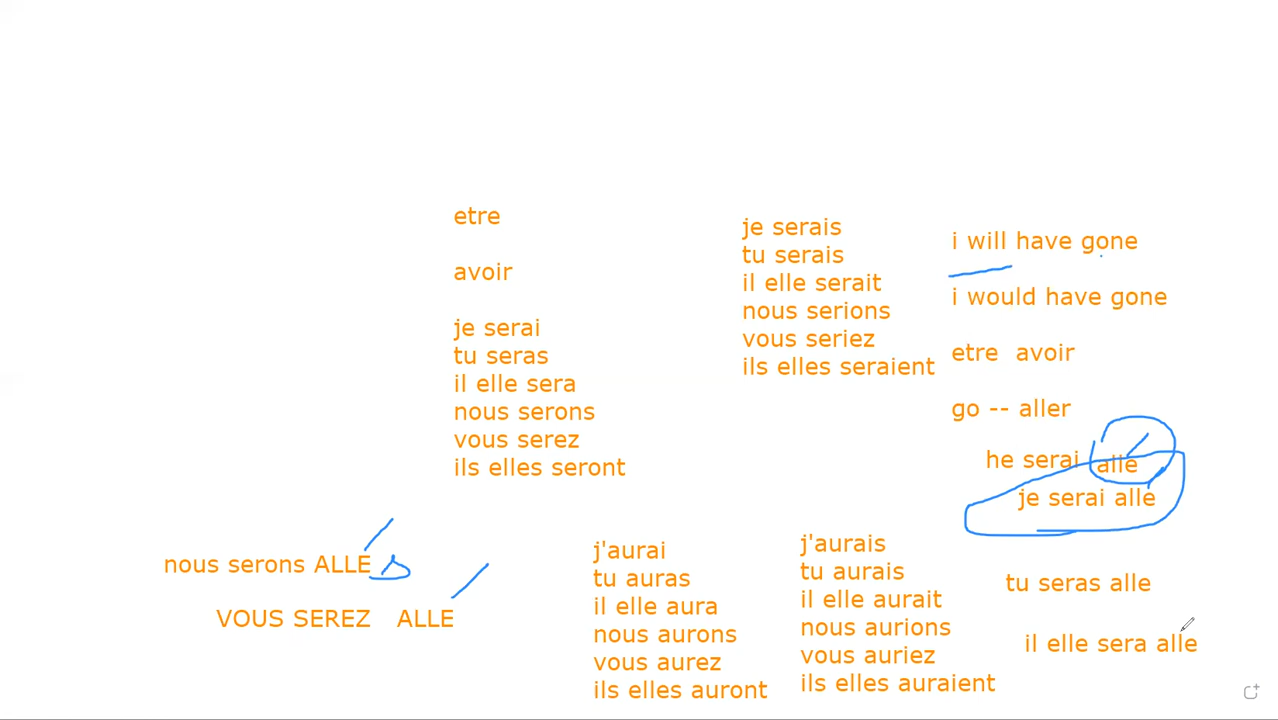 etre
avoir
je serai
tu seras
il elle sera
nous serons
vous serez
ils elles seront
je serais
tu serais
il elle serait
nous serions
vous seriez
ils elles seraient
i will have gone
i would have gone
etre avoir
go -- aller
he serai allé
je serai allé
nous serons ALLÉs
VOUS SEREZ ALLÉ
j'aurai
tu auras
il elle aura
nous aurons
vous aurez
ils elles auront
j'aurais
tu aurais
il elle aurait
nous aurions
vous auriez
ils elles auraient
tu seras alle
il elle sera alle